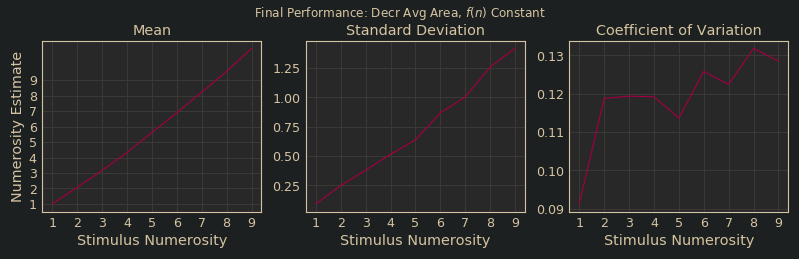 Final Performance: Decr Avg Area, f(n) Constant
Mean
Standard Deviation
Coefficient of Variation
Numerosity Estimate
9
8
7
6
5
4
3
2
1
1 2 3 4 5 6 7 8 9
Stimulus Numerosity
1.25
1.00
0.75
0.50
0.25
1 2 3 4 5 6 7 8 9
Stimulus Numerosity
0.13
0.12
0.11
0.10
0.09
1 2 3 4 5 6 7 8 9
Stimulus Numerosity